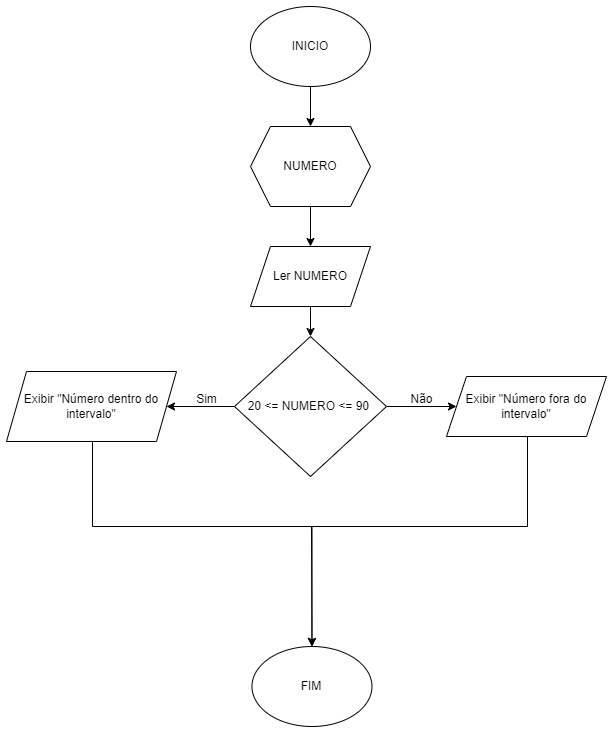 INICIO
NUMERO
Ler NUMERO
Sim
20 <= NUMERO <= 90
Não
Exibir "Número dentro do
intervalo"
Exibir "Número fora do
intervalo"
FIM